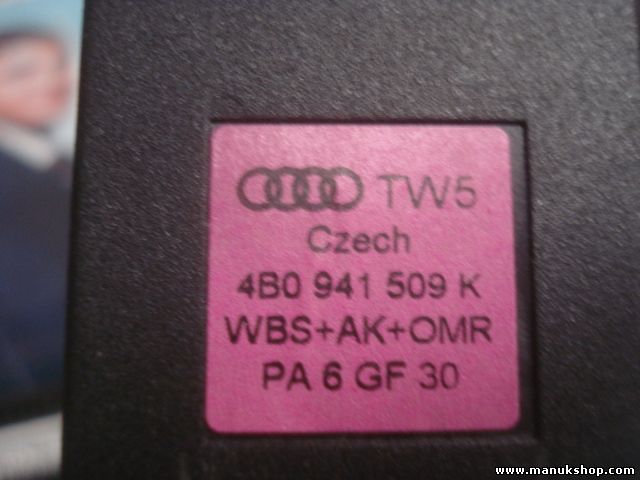 TW5
Czech
4B0 941 509 K
WBS+AK+OMR
PA 6 GF 30
www.manukshop.com